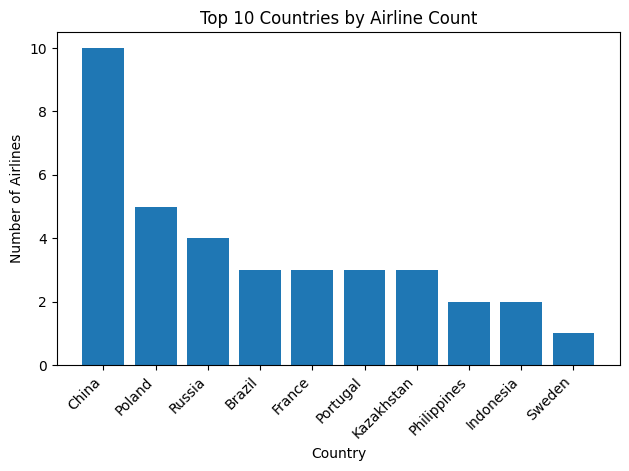 Top 10 Countries by Airline Count
Number of Airlines
10
8
6
4
2
0
China
Poland
Russia
Brazil
France
Portugal
Kazakhstan
Philippines
Indonesia
Sweden
Country